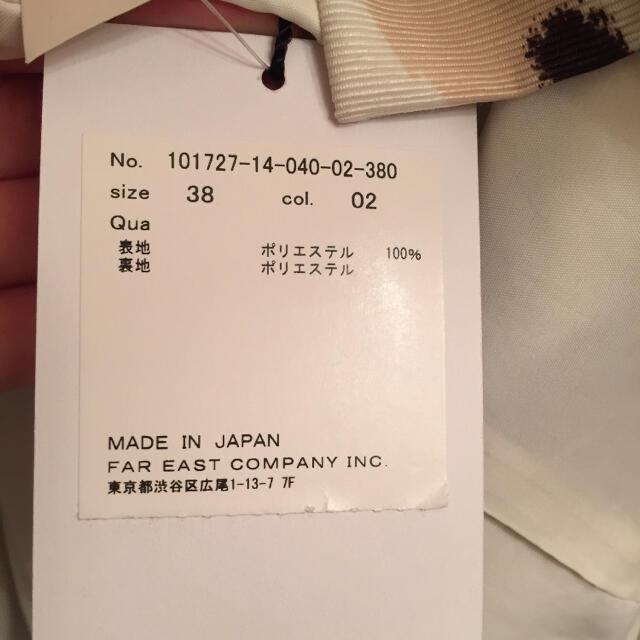 No. 101727-14-040-02-380
size 38 col. 02
Qua
表地 ポリエステル 100%
裏地 ポリエステル
MADE IN JAPAN
FAR EAST COMPANY INC.
東京都渋谷区広尾1-13-7 7F